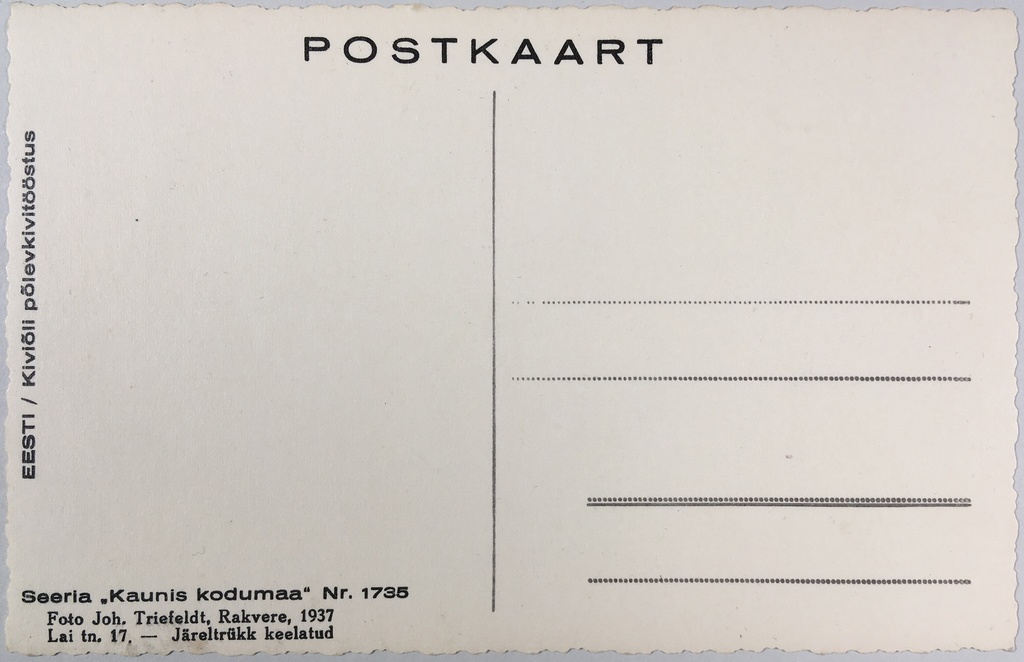 POSTKAART
EESTI / Kiviõli põlevkivitööstus
Seeria „Kaunis kodumaa“ Nr. 1735
Foto Joh. Triefeldt, Rakvere, 1937
Lai tn. 17. — Järeltrükk keelatud